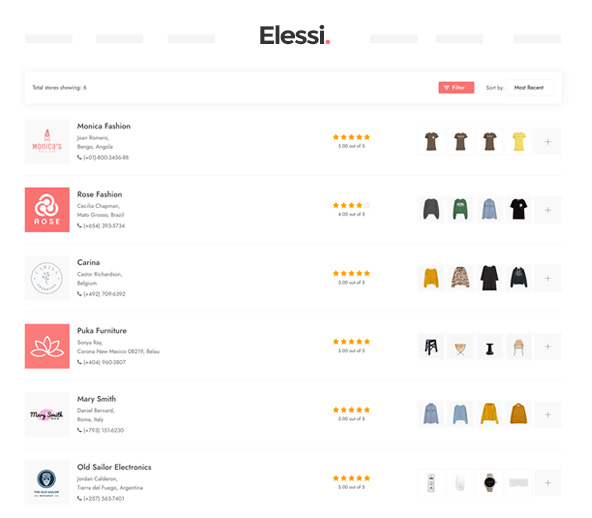 Elessi.
Total stores showing: 6
Filter
Sort by:
Most Recent
MONICA'S
Monica Fashion
Joan Romero,
Bengo, Angola
(+01)-800-3456-88
5.00 out of 5
ROSE
Rose Fashion
Cecilia Chapman,
Mato Grosso, Brazil
(+654) 393-5734
4.00 out of 5
CARINA
Carina
Castor Richardson,
Belgium
(+492) 709-6392
5.00 out of 5
Puka Furniture
Sonya Ray,
Corona New Mexico 08219, Belau
(+404) 960-3807
5.00 out of 5
Mary Smith
Mary Smith
Daniel Bernard,
Roma, Italy
(+793) 151-6230
5.00 out of 5
THE OLD SAILOR
Old Sailor Electronics
Jordan Calderon,
Tierra del Fuego, Argentina
(+257) 563-7401
5.00 out of 5